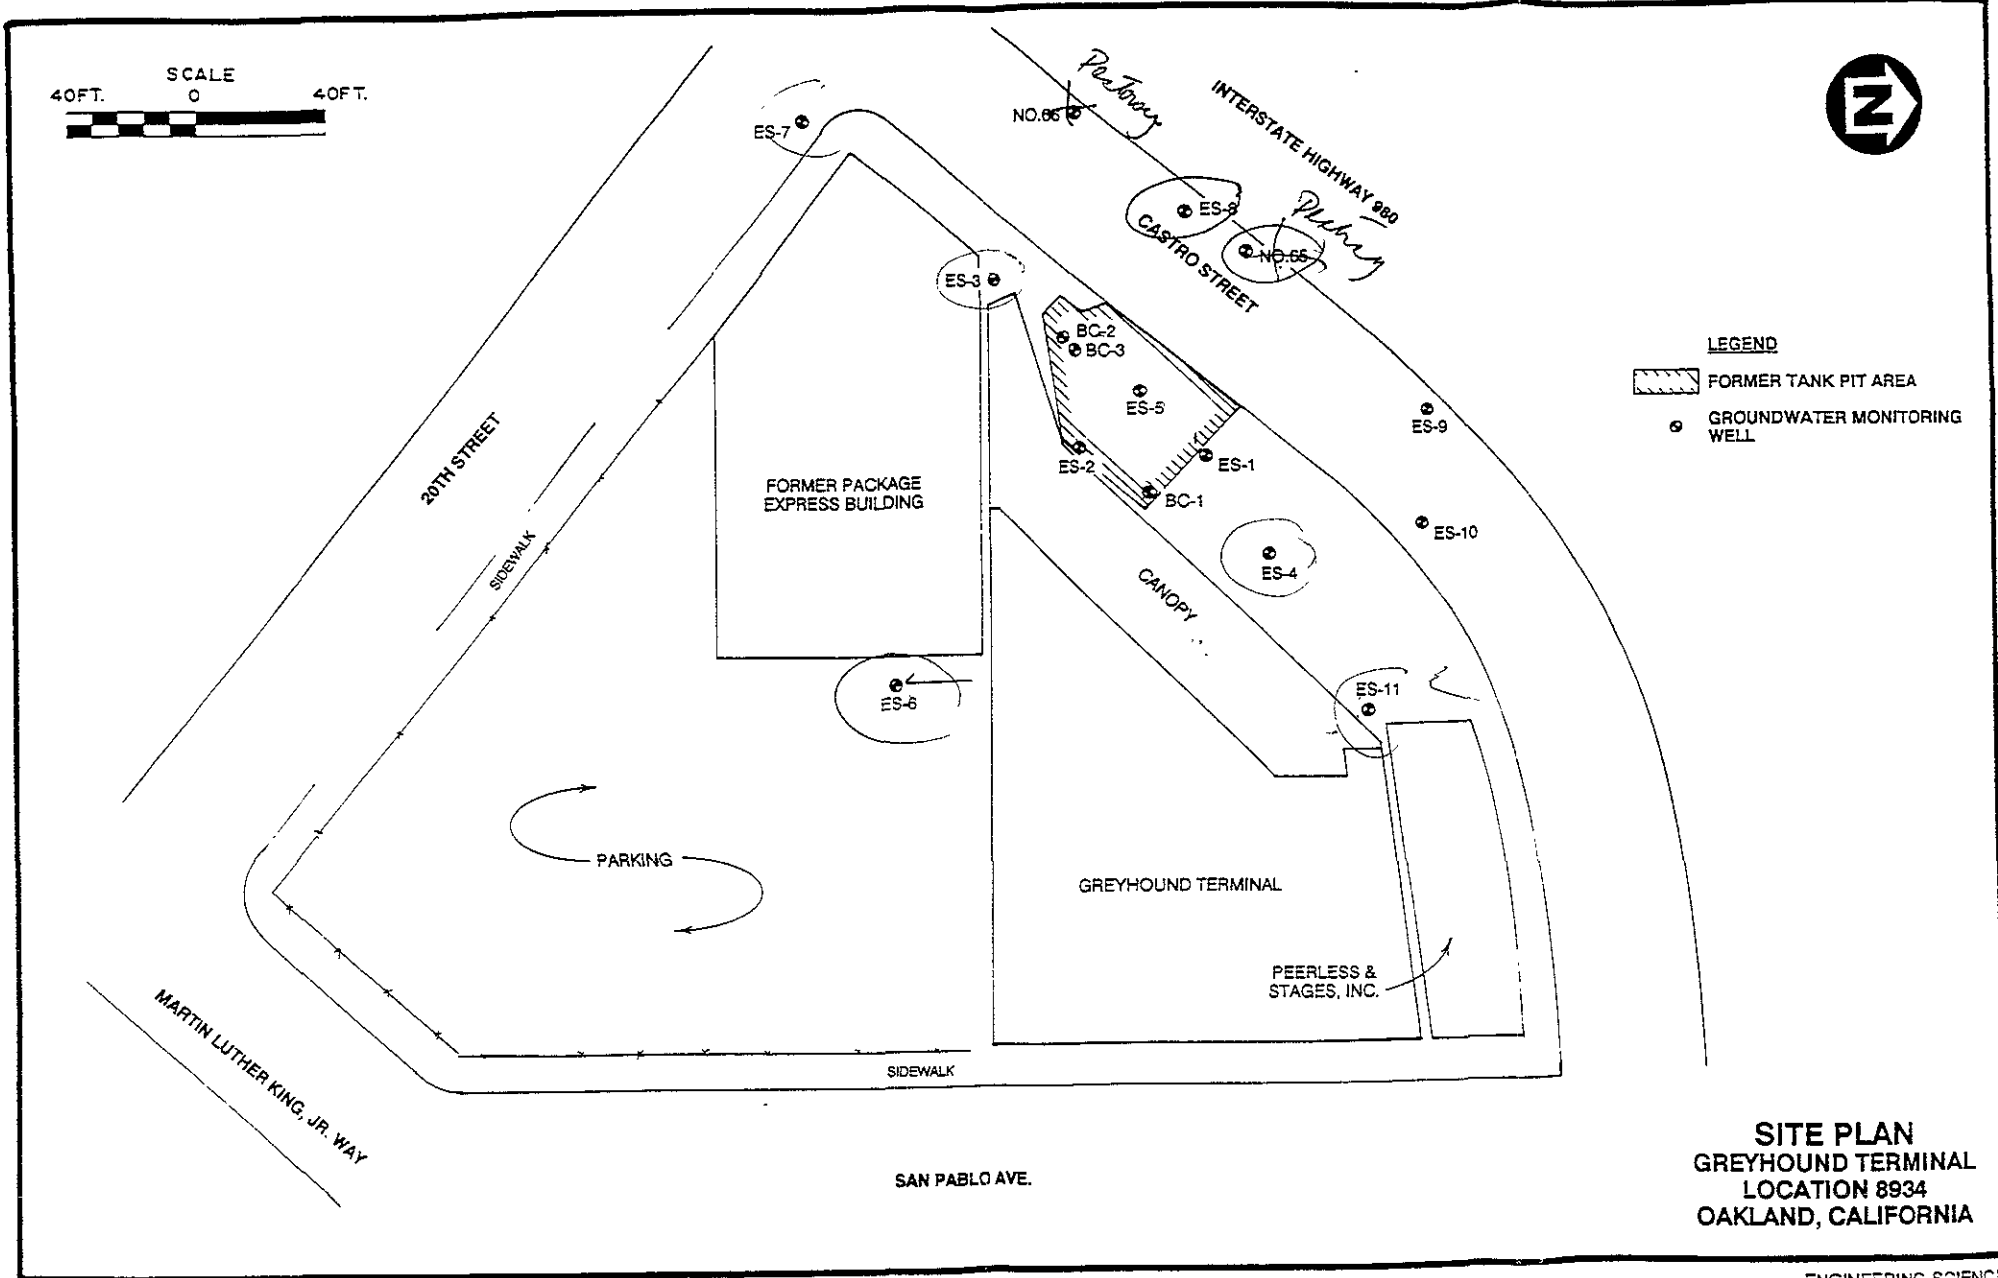 SCALE
40FT. 0 40FT.
ES-7
NO.66
INTERSTATE HIGHWAY 980
N
ES-8
CASTRO STREET
NO.65
ES-3
BC-2
BC-3
ES-5
ES-2
ES-1
BC-1
ES-9
ES-10
ES-4
LEGEND
FORMER TANK PIT AREA
GROUNDWATER MONITORING
WELL
20TH STREET
SIDEWALK
FORMER PACKAGE
EXPRESS BUILDING
CANOPY
ES-6
ES-11
PARKING
GREYHOUND TERMINAL
PEERLESS &
STAGES, INC.
MARTIN LUTHER KING, JR. WAY
SIDEWALK
SAN PABLO AVE.
SITE PLAN
GREYHOUND TERMINAL
LOCATION 8934
OAKLAND, CALIFORNIA